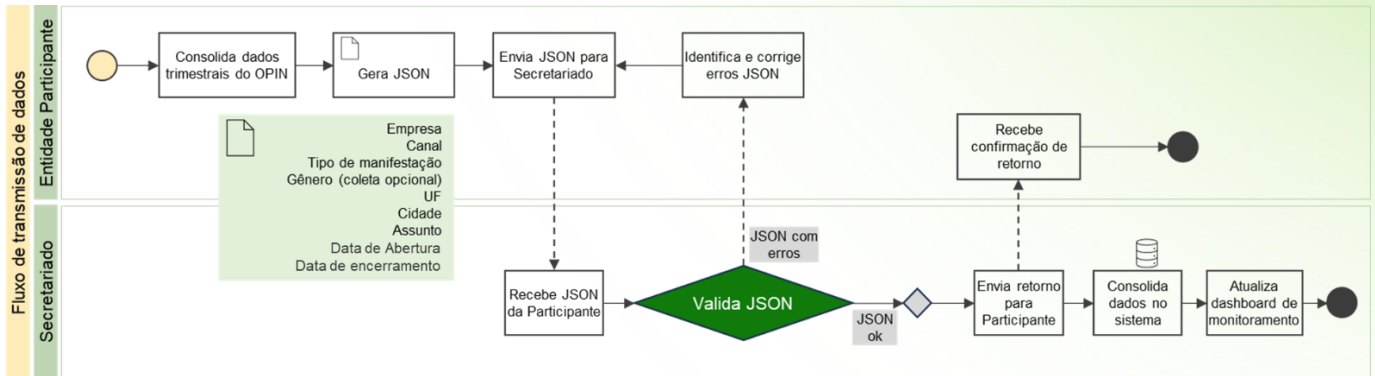 Fluxo de transmissão de dados
Entidade Participante
Consolida dados
trimestrais do OPIN
Gera JSON
Envia JSON para
Secretariado
Identifica e corrige
erros JSON
Empresa
Canal
Tipo de manifestação
Gênero (coleta opcional)
UF
Cidade
Assunto
Data de Abertura
Data de encerramento
Recebe
confirmação de
retorno
Secretariado
Recebe JSON
da Participante
Valida JSON
JSON com
erros
JSON
ok
Envia retorno
para
Participante
Consolida
dados no
sistema
Atualiza
dashboard de
monitoramento